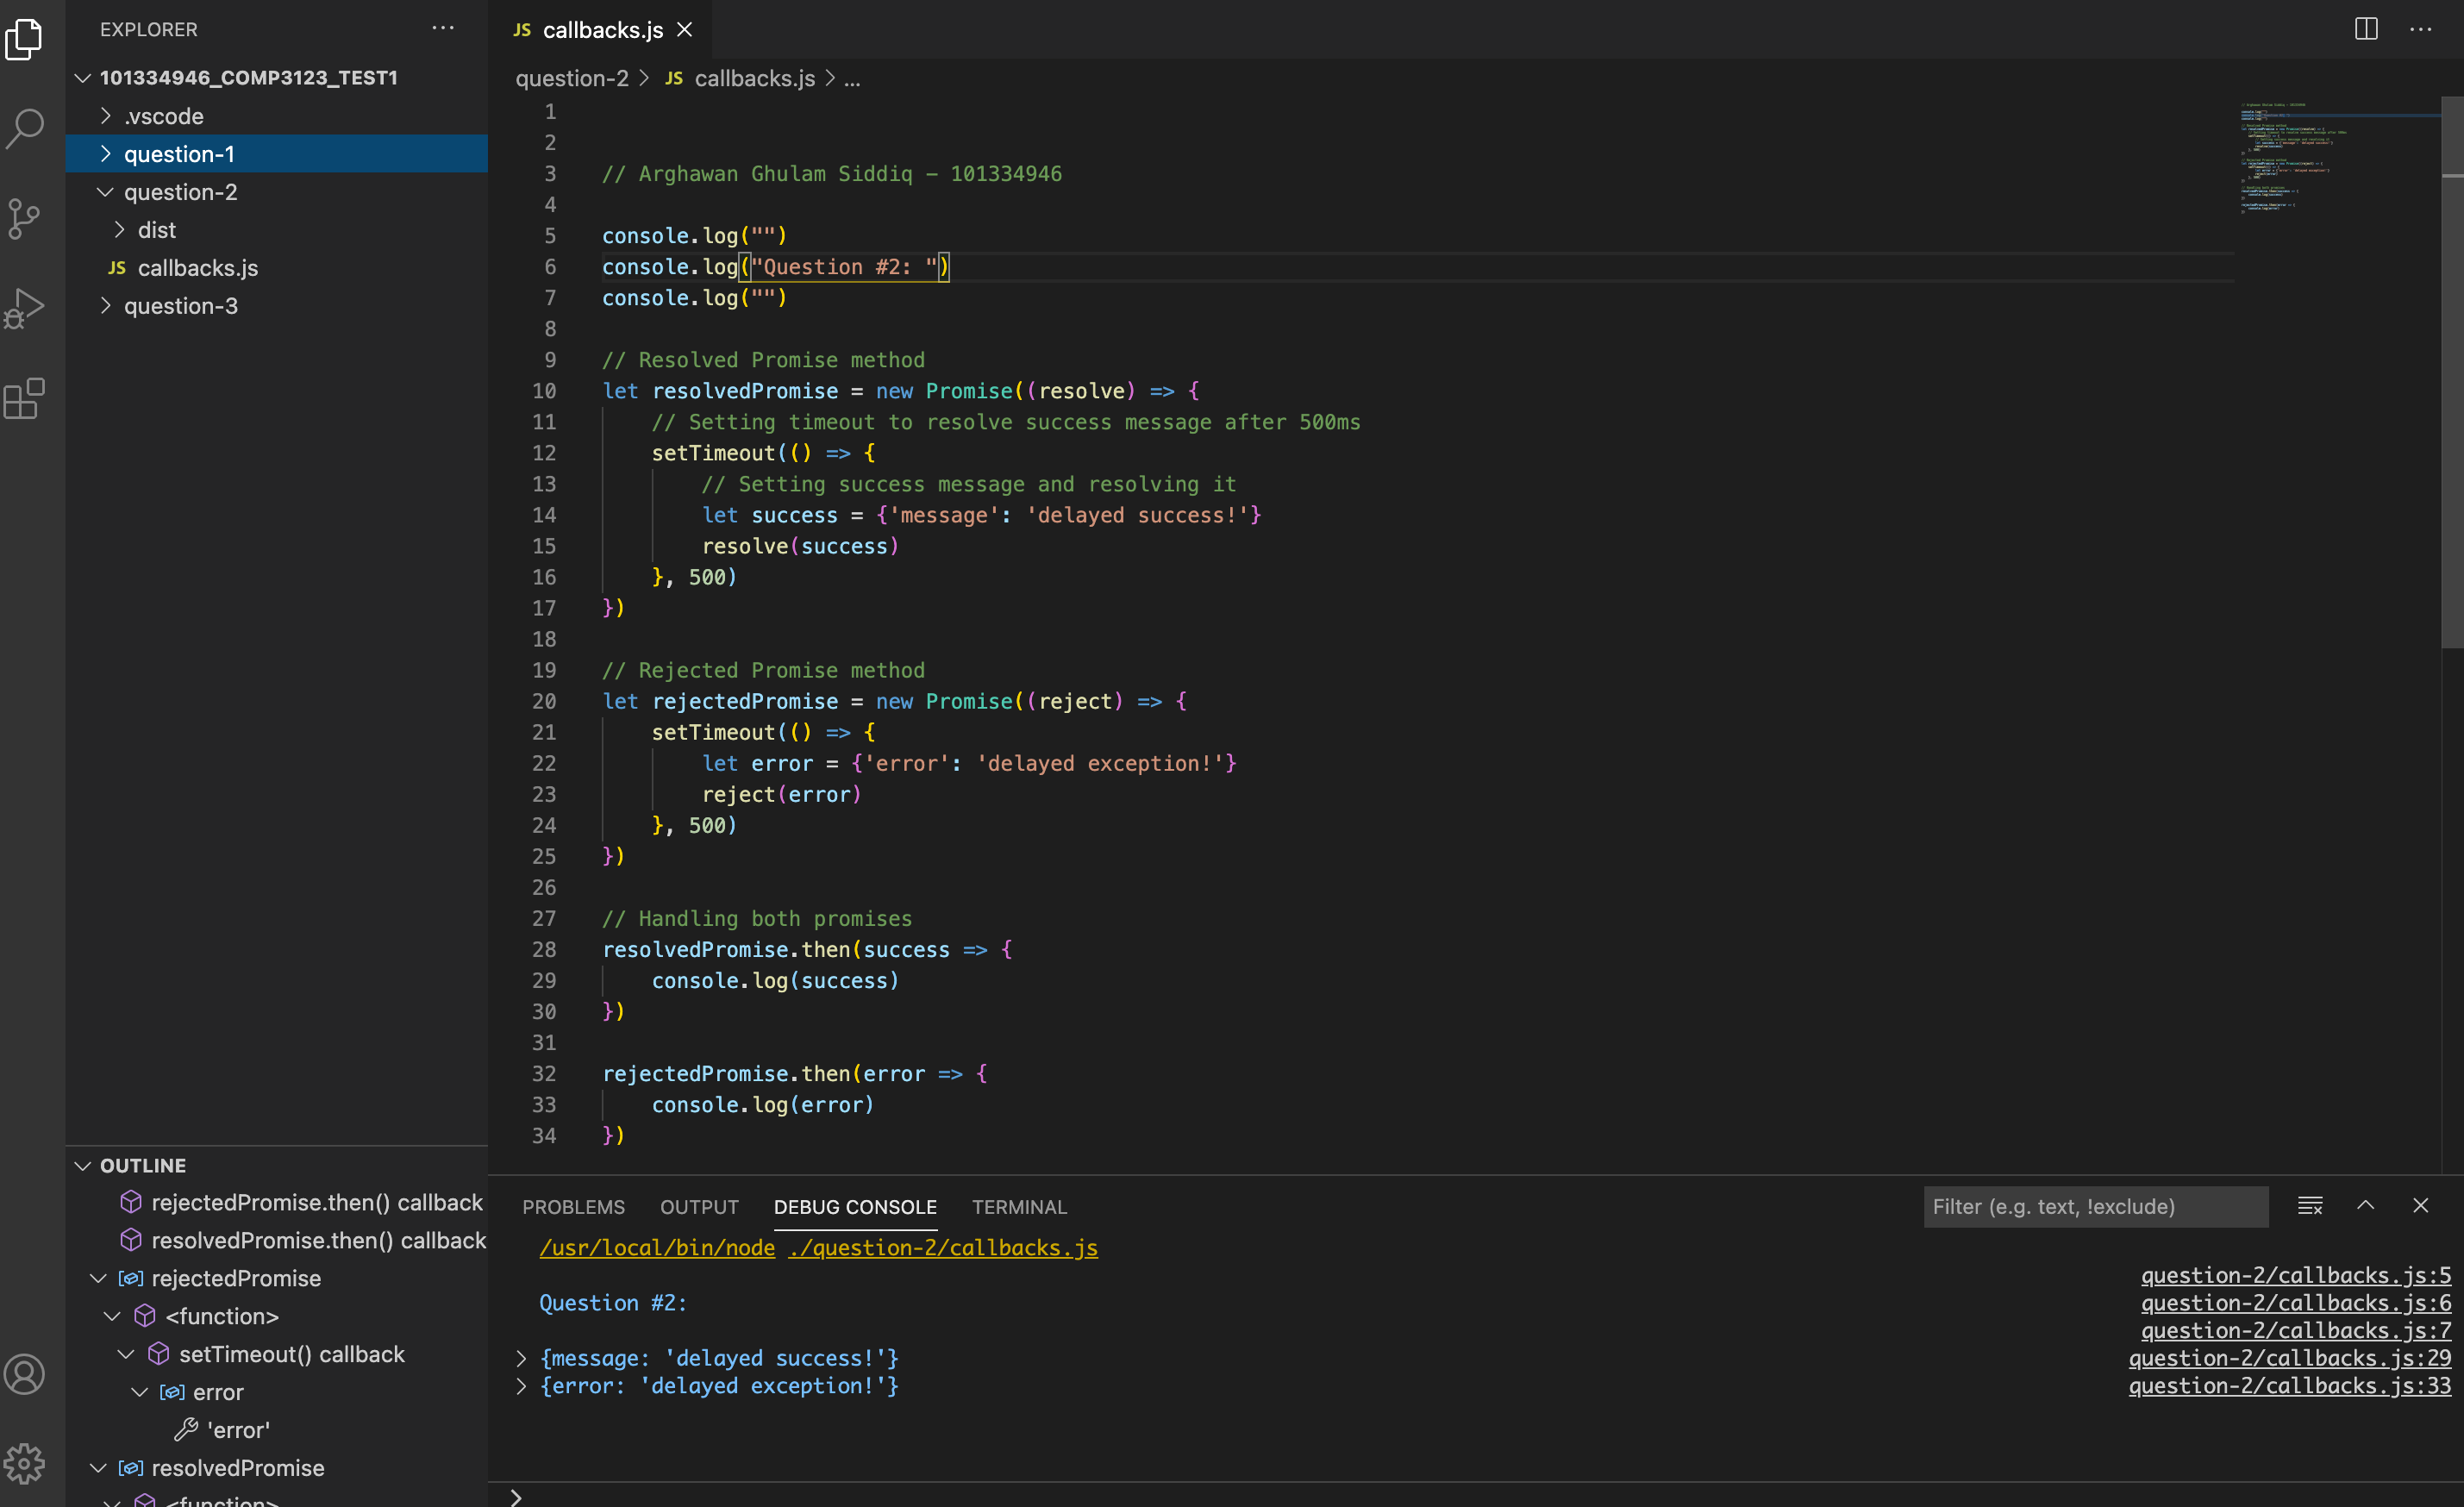 EXPLORER
101334946_COMP3123_TEST1
.vscode
question-1
question-2
dist
JS callbacks.js
question-3
OUTLINE
rejectedPromise.then() callback
resolvedPromise.then() callback
rejectedPromise
<function>
setTimeout() callback
error
'error'
resolvedPromise
<function>
JS callbacks.js
question-2 > JS callbacks.js > ...
1
2
3 // Arghawan Ghulam Siddiq - 101334946
4
5 console.log("")
6 console.log("Question #2: ")
7 console.log("")
8
9 // Resolved Promise method
10 let resolvedPromise = new Promise((resolve) => {
11 // Setting timeout to resolve success message after 500ms
12 setTimeout(() => {
13 // Setting success message and resolving it
14 let success = {'message': 'delayed success!'}
15 resolve(success)
16 }, 500)
17 })
18
19 // Rejected Promise method
20 let rejectedPromise = new Promise((reject) => {
21 setTimeout(() => {
22 let error = {'error': 'delayed exception!'}
23 reject(error)
24 }, 500)
25 })
26
27 // Handling both promises
28 resolvedPromise.then(success => {
29 console.log(success)
30 })
31
32 rejectedPromise.then(error => {
33 console.log(error)
34 })
PROBLEMS OUTPUT DEBUG CONSOLE TERMINAL Filter (e.g. text, !exclude)
/usr/local/bin/node ./question-2/callbacks.js
question-2/callbacks.js:5
Question #2: question-2/callbacks.js:6
question-2/callbacks.js:7
> {message: 'delayed success!'} question-2/callbacks.js:29
> {error: 'delayed exception!'} question-2/callbacks.js:33
>